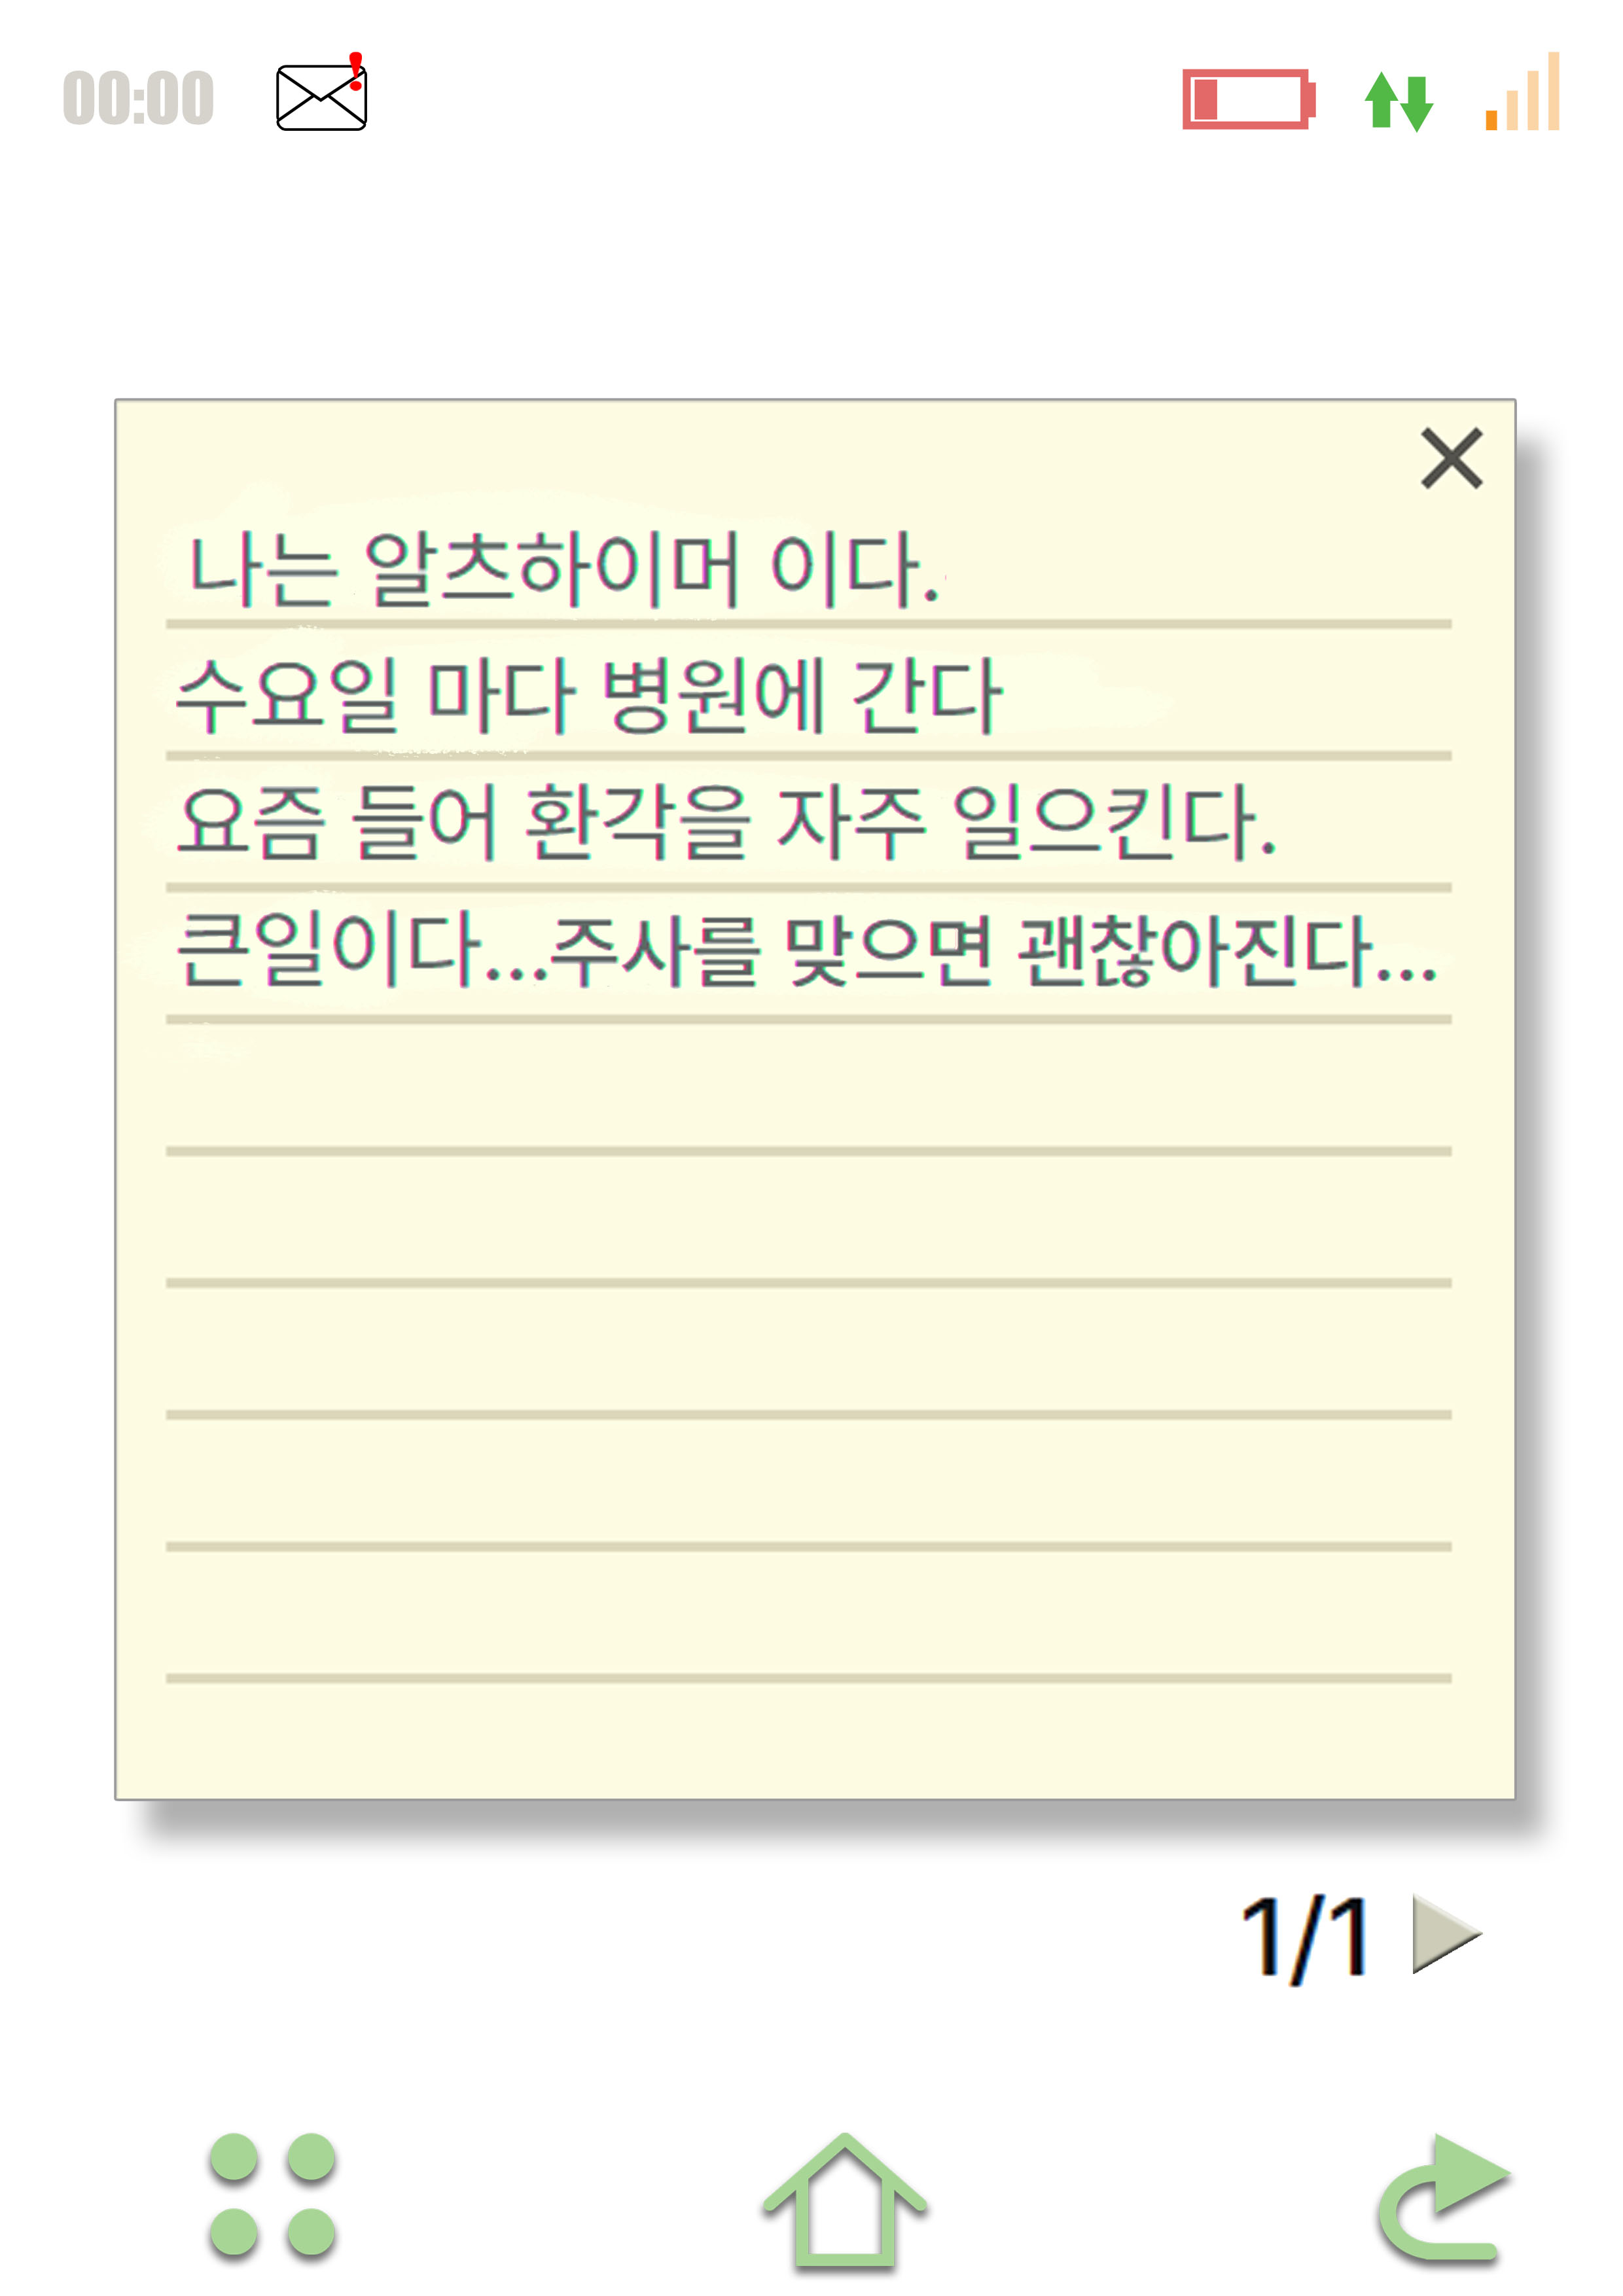 00:00
나는 알츠하이머 이다.
수요일 마다 병원에 간다
요즘 들어 환각을 자주 일으킨다.
큰일이다...주사를 맞으면 괜찮아진다...
1/1